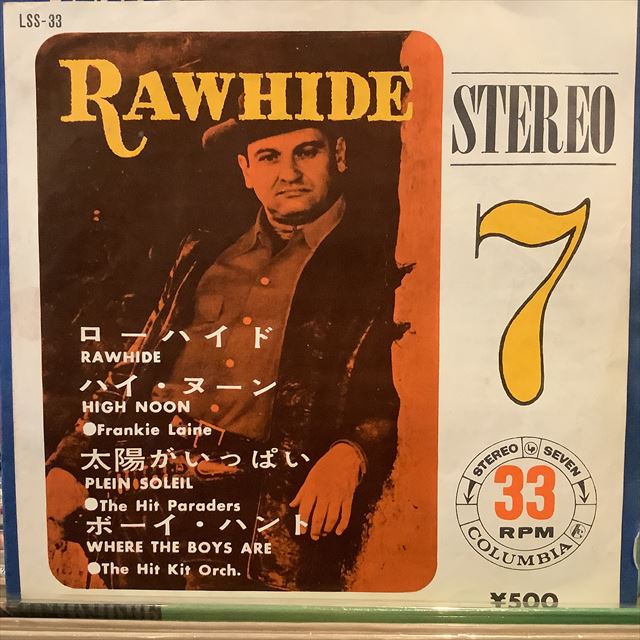 LSS-33
RAWHIDE
STEREO
7
ローハイド
RAWHIDE
ハイ・ヌーン
HIGH NOON
●Frankie Laine
太陽がいっぱい
PLEIN SOLEIL
●The Hit Paraders
ボーイ・ハント
WHERE THE BOYS ARE
●The Hit Kit Orch.
STEREO SEVEN
33
RPM
COLUMBIA
¥500